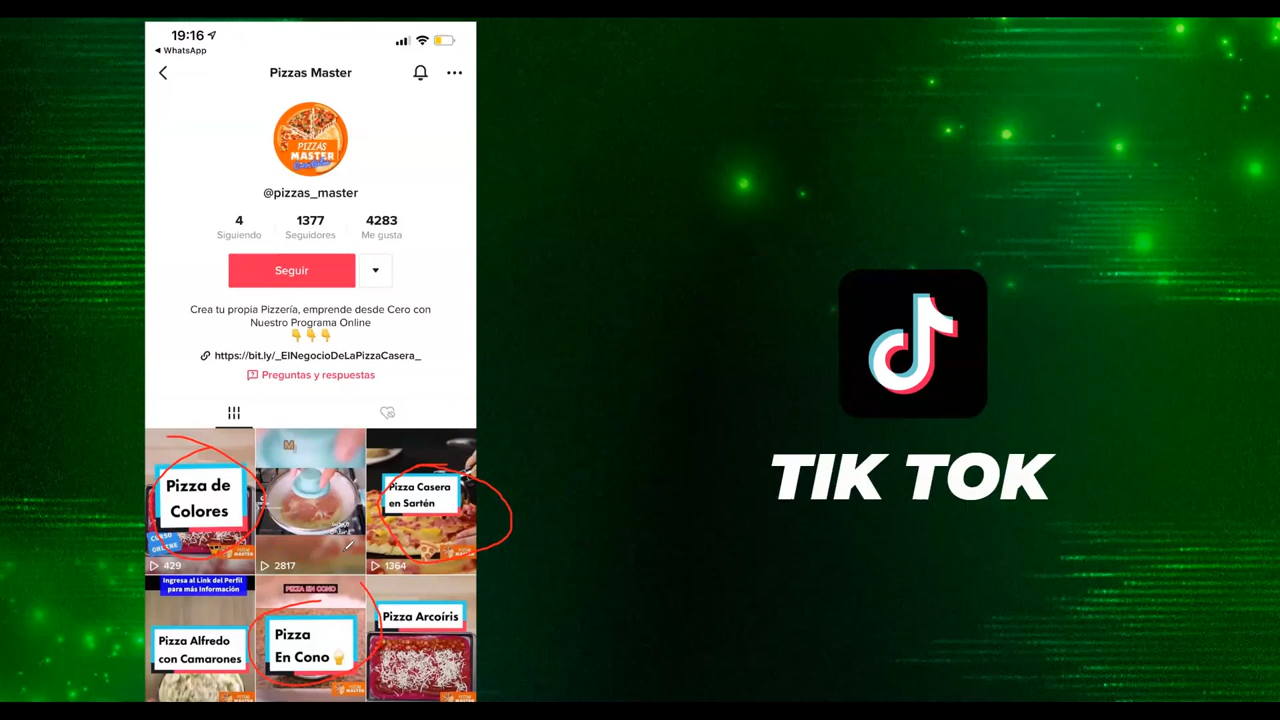 19:16
WhatsApp
Pizzas Master
PIZZAS
MASTER
@pizzas_master
4
Siguiendo
1377
Seguidores
4283
Me gusta
Seguir
Crea tu propia Pizzería, emprende desde Cero con
Nuestro Programa Online
https://bit.ly/_ElNegocioDeLaPizzaCasera_
Preguntas y respuestas
Pizza de
Colores
CURSO
ONLINE
429
M
2817
Pizza Casera
en Sartén
1364
Ingresa al Link del Perfil
para más Información
Pizza Alfredo
con Camarones
PIZZA EN CONO
Pizza
En Cono
Pizza Arcoíris
TIK TOK